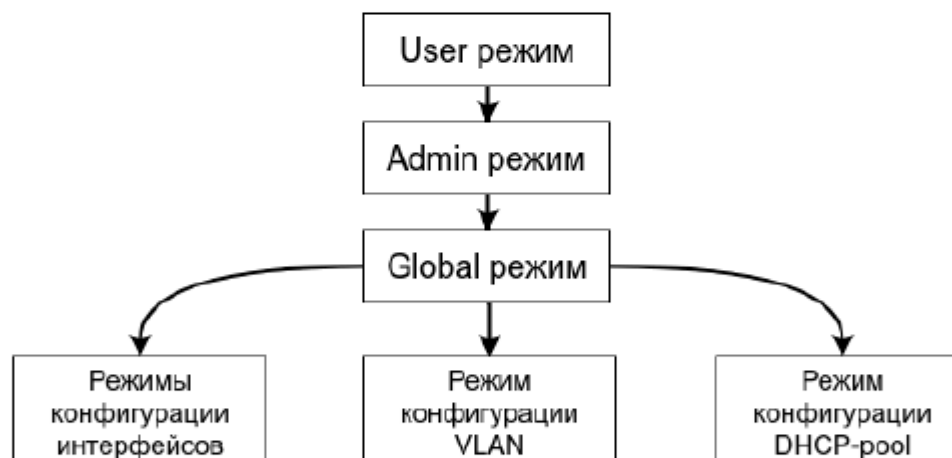 User режим
Admin режим
Global режим
Режимы
конфигурации
интерфейсов
Режим
конфигурации
VLAN
Режим
конфигурации
DHCP-pool